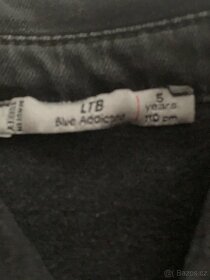 LTB
Blue Addicted
5
years
110 cm
bazos.cz